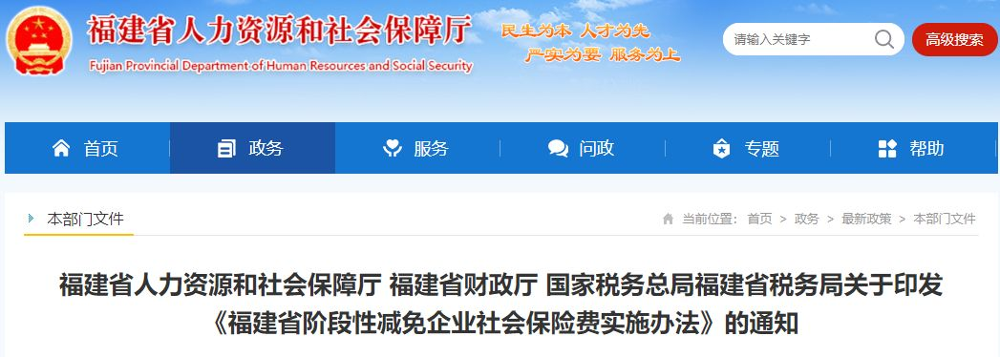 福建省人力资源和社会保障厅
Fujian Provincial Department of Human Resources and Social Security
民生为本 人才为先
严实为要 服务为上
请输入关键字
高级搜索
首页 政务 服务 问政 专题 帮助
本部门文件
当前位置： 首页 > 政务 > 最新政策 > 本部门文件
福建省人力资源和社会保障厅 福建省财政厅 国家税务总局福建省税务局关于印发
《福建省阶段性减免企业社会保险费实施办法》的通知